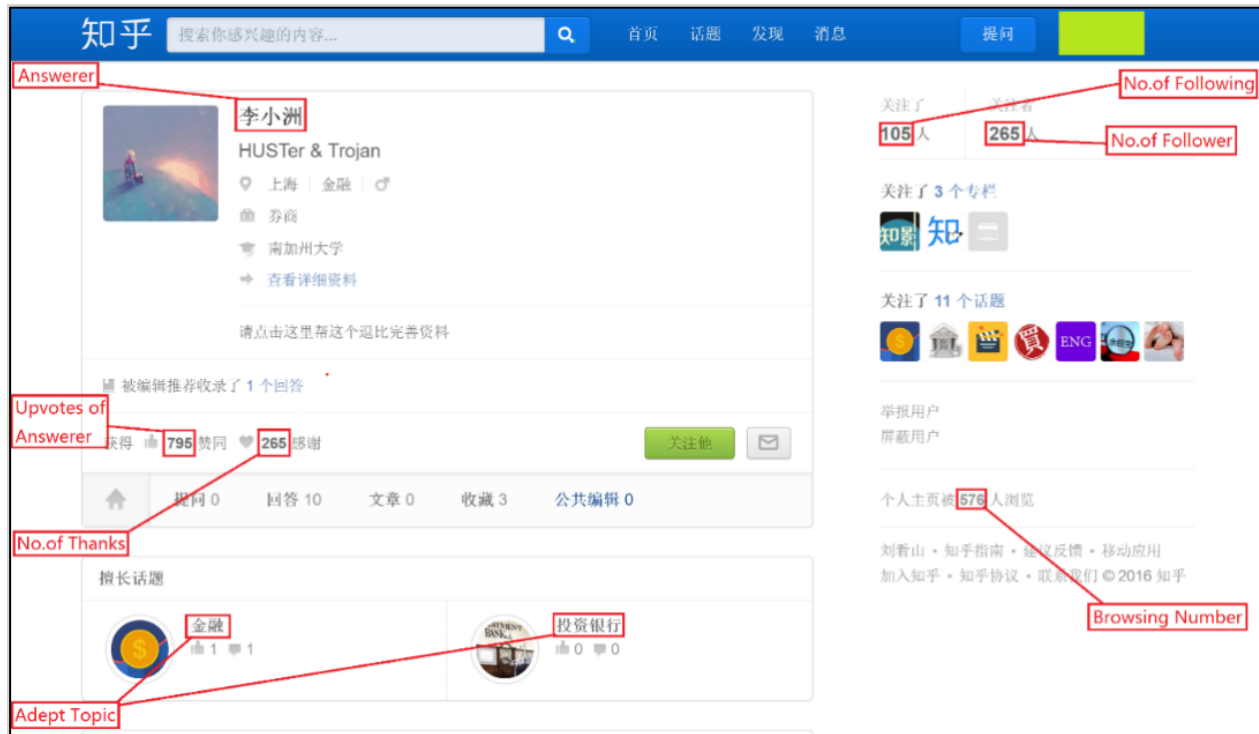 知乎 搜索你感兴趣的内容... 首页 话题 发现 消息 提问
Answerer
李小洲
HUSTer & Trojan
上海 金融
券商
南加州大学
查看详细资料
请点击这里帮这个逗比完善资料
被编辑推荐收录了 1 个回答
Upvotes of
Answerer
获得 795 赞同 265 感谢
关注他
提问 0 回答 10 文章 0 收藏 3 公共编辑 0
No.of Thanks
擅长话题
金融
1 1
投资银行
0 0
Adept Topic
No.of Following
关注了 关注者
105 人 265 人
No.of Follower
关注了 3 个专栏
知景 知
关注了 11 个话题
ENG
買
举报用户
屏蔽用户
个人主页被 576 人浏览
刘看山 • 知乎指南 • 建议反馈 • 移动应用
加入知乎 • 知乎协议 • 联系我们 © 2016 知乎
Browsing Number